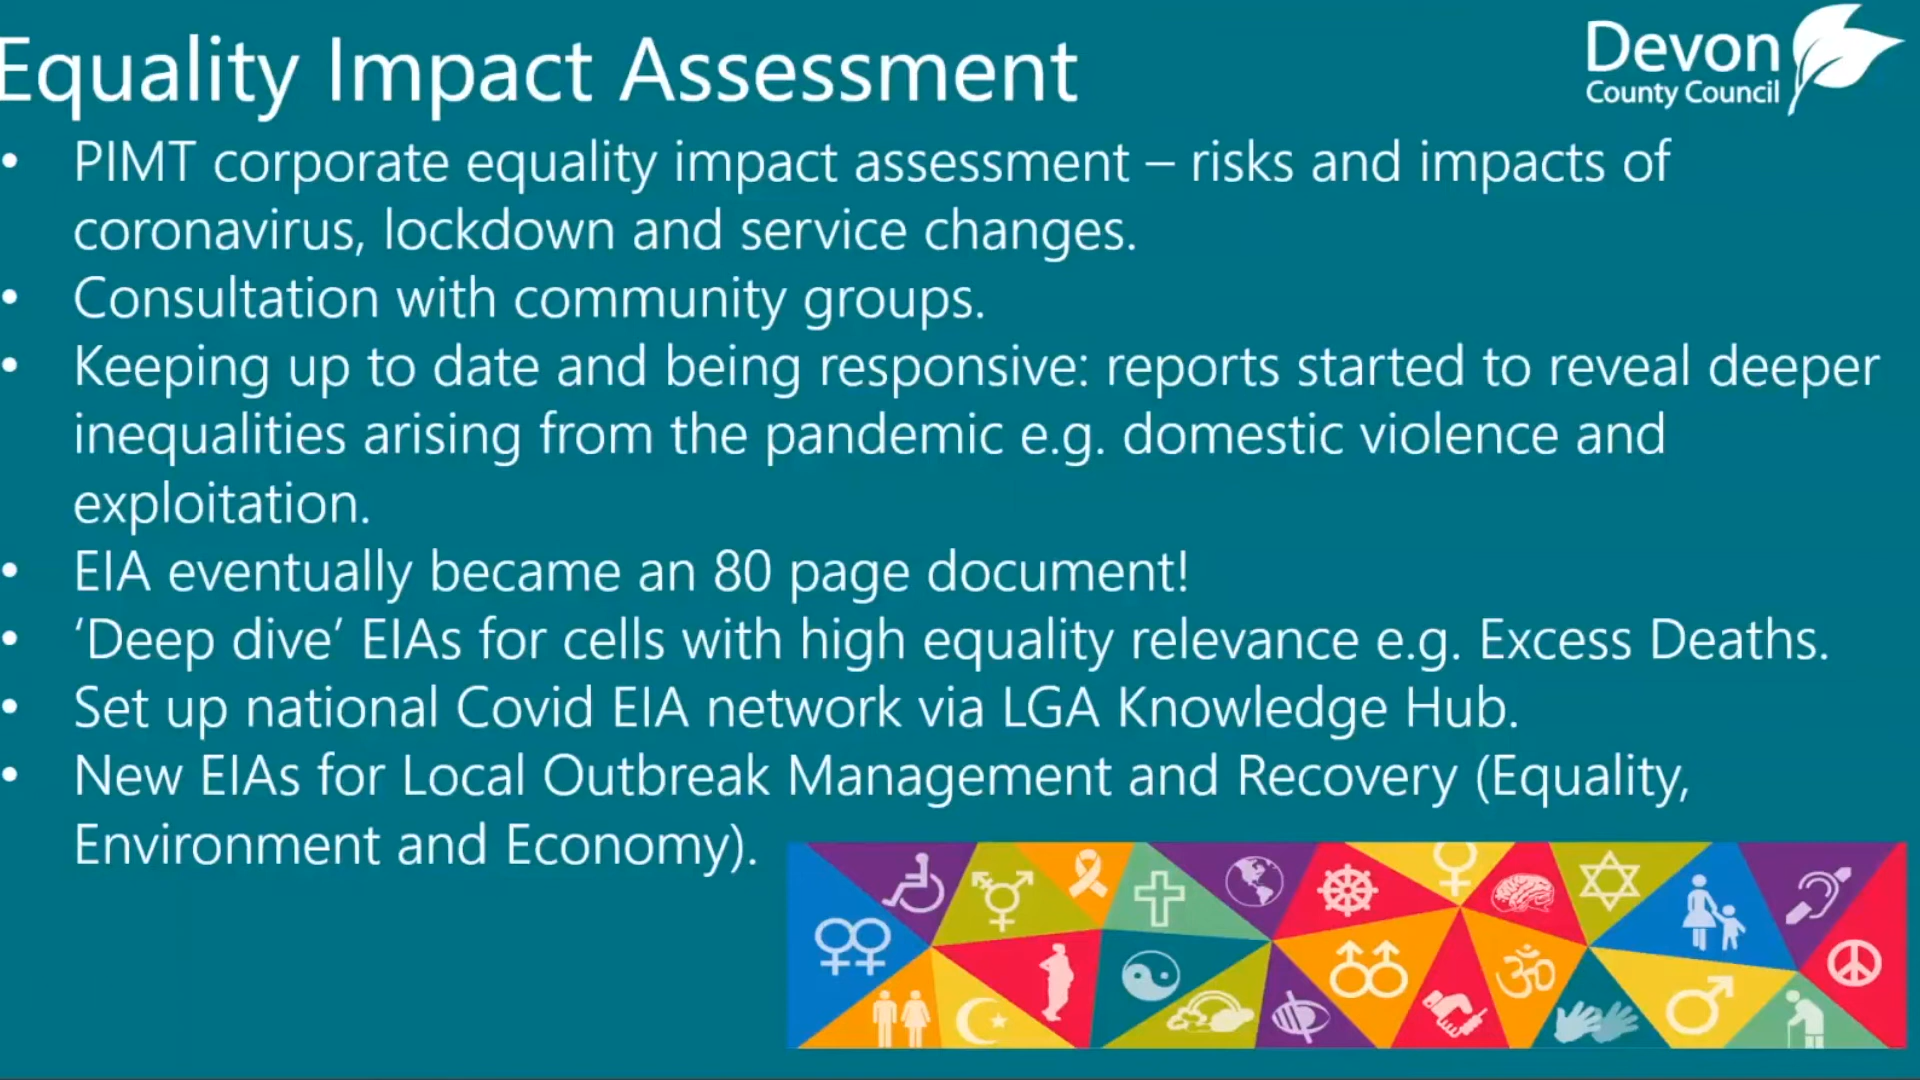 Equality Impact Assessment
Devon
County Council
• PIMT corporate equality impact assessment – risks and impacts of
coronavirus, lockdown and service changes.
• Consultation with community groups.
• Keeping up to date and being responsive: reports started to reveal deeper
inequalities arising from the pandemic e.g. domestic violence and
exploitation.
• EIA eventually became an 80 page document!
• ‘Deep dive’ EIAs for cells with high equality relevance e.g. Excess Deaths.
• Set up national Covid EIA network via LGA Knowledge Hub.
• New EIAs for Local Outbreak Management and Recovery (Equality,
Environment and Economy).